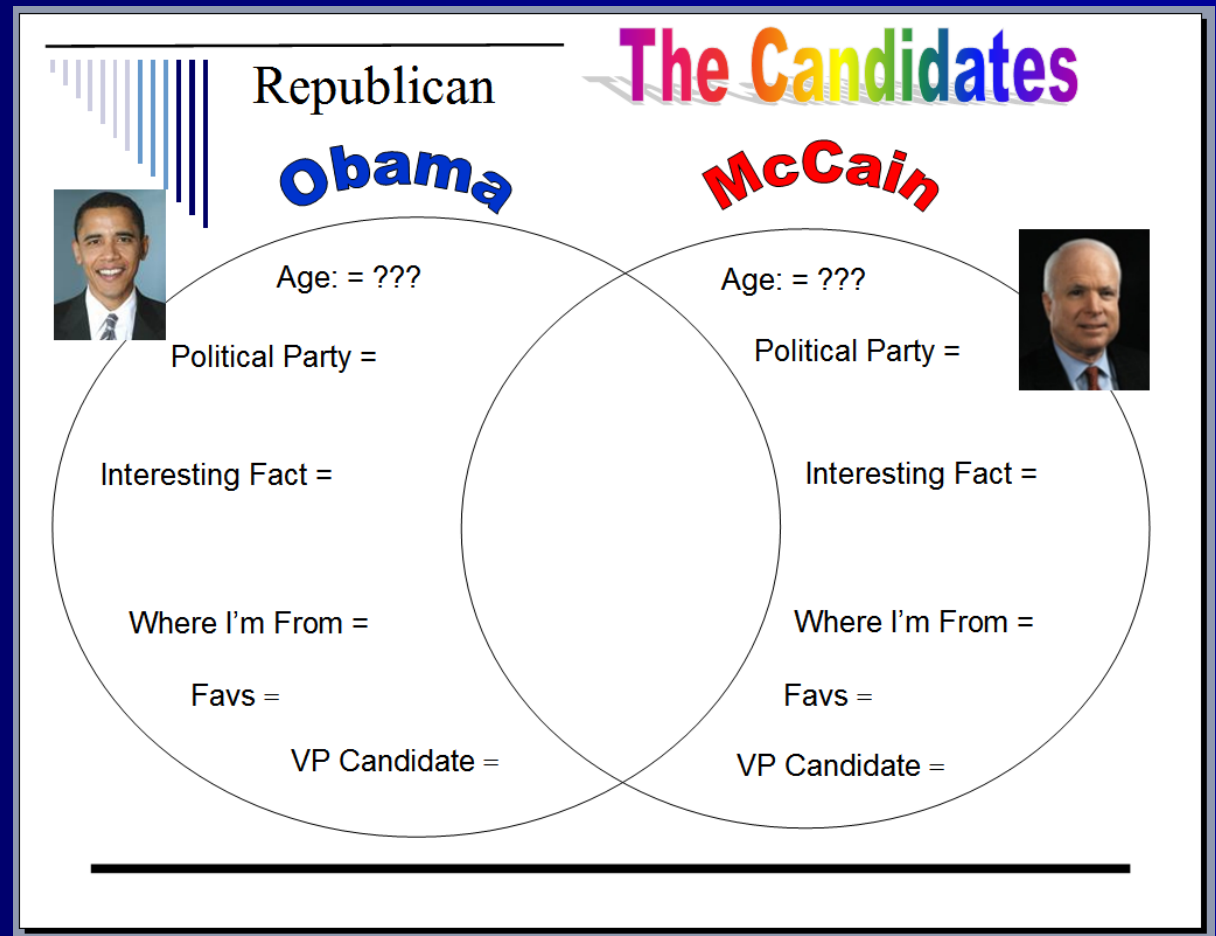 Republican
The Candidates
Obama
McCain
Age: = ???
Age: = ???
Political Party =
Political Party =
Interesting Fact =
Interesting Fact =
Where I'm From =
Where I'm From =
Favs =
Favs =
VP Candidate =
VP Candidate =